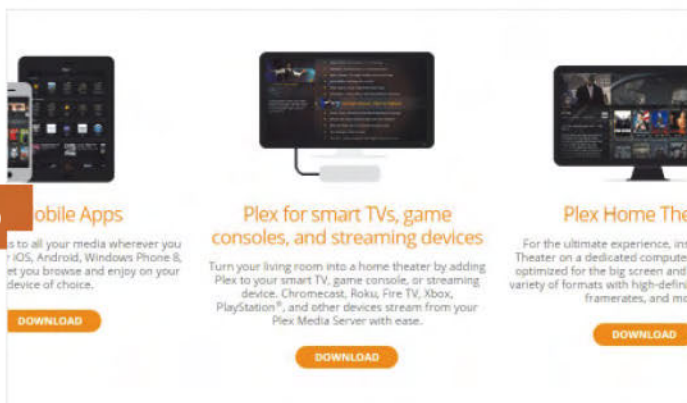 obile Apps
s to all your media wherever you
iOS, Android, Windows Phone 8,
et you browse and enjoy on your
device of choice.
DOWNLOAD
Plex for smart TVs, game
consoles, and streaming devices
Turn your living room into a home theater by adding
Plex to your smart TV, game console, or streaming
device. Chromecast, Roku, Fire TV, Xbox,
PlayStation®, and other devices stream from your
Plex Media Server with ease.
DOWNLOAD
Plex Home The
For the ultimate experience, ins
Theater on a dedicated compute
optimized for the big screen and
variety of formats with high-defini
framerates, and mo
DOWNLOAD